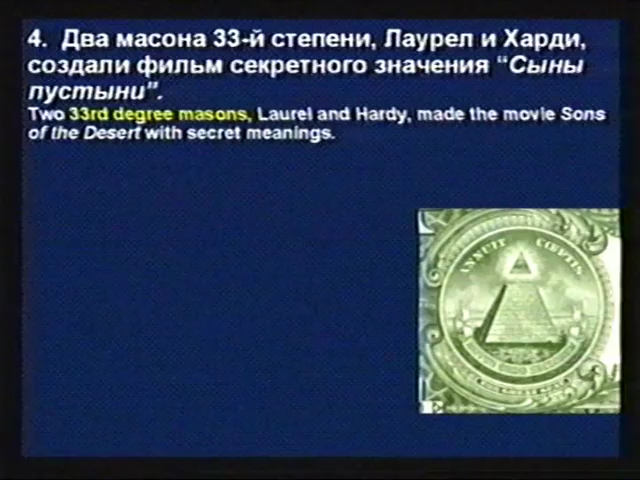 4. Два масона 33-й степени, Лаурел и Харди,
создали фильм секретного значения “Сыны
пустыни”.
Two 33rd degree masons, Laurel and Hardy, made the movie Sons
of the Desert with secret meanings.
ANNUIT CŒPTIS